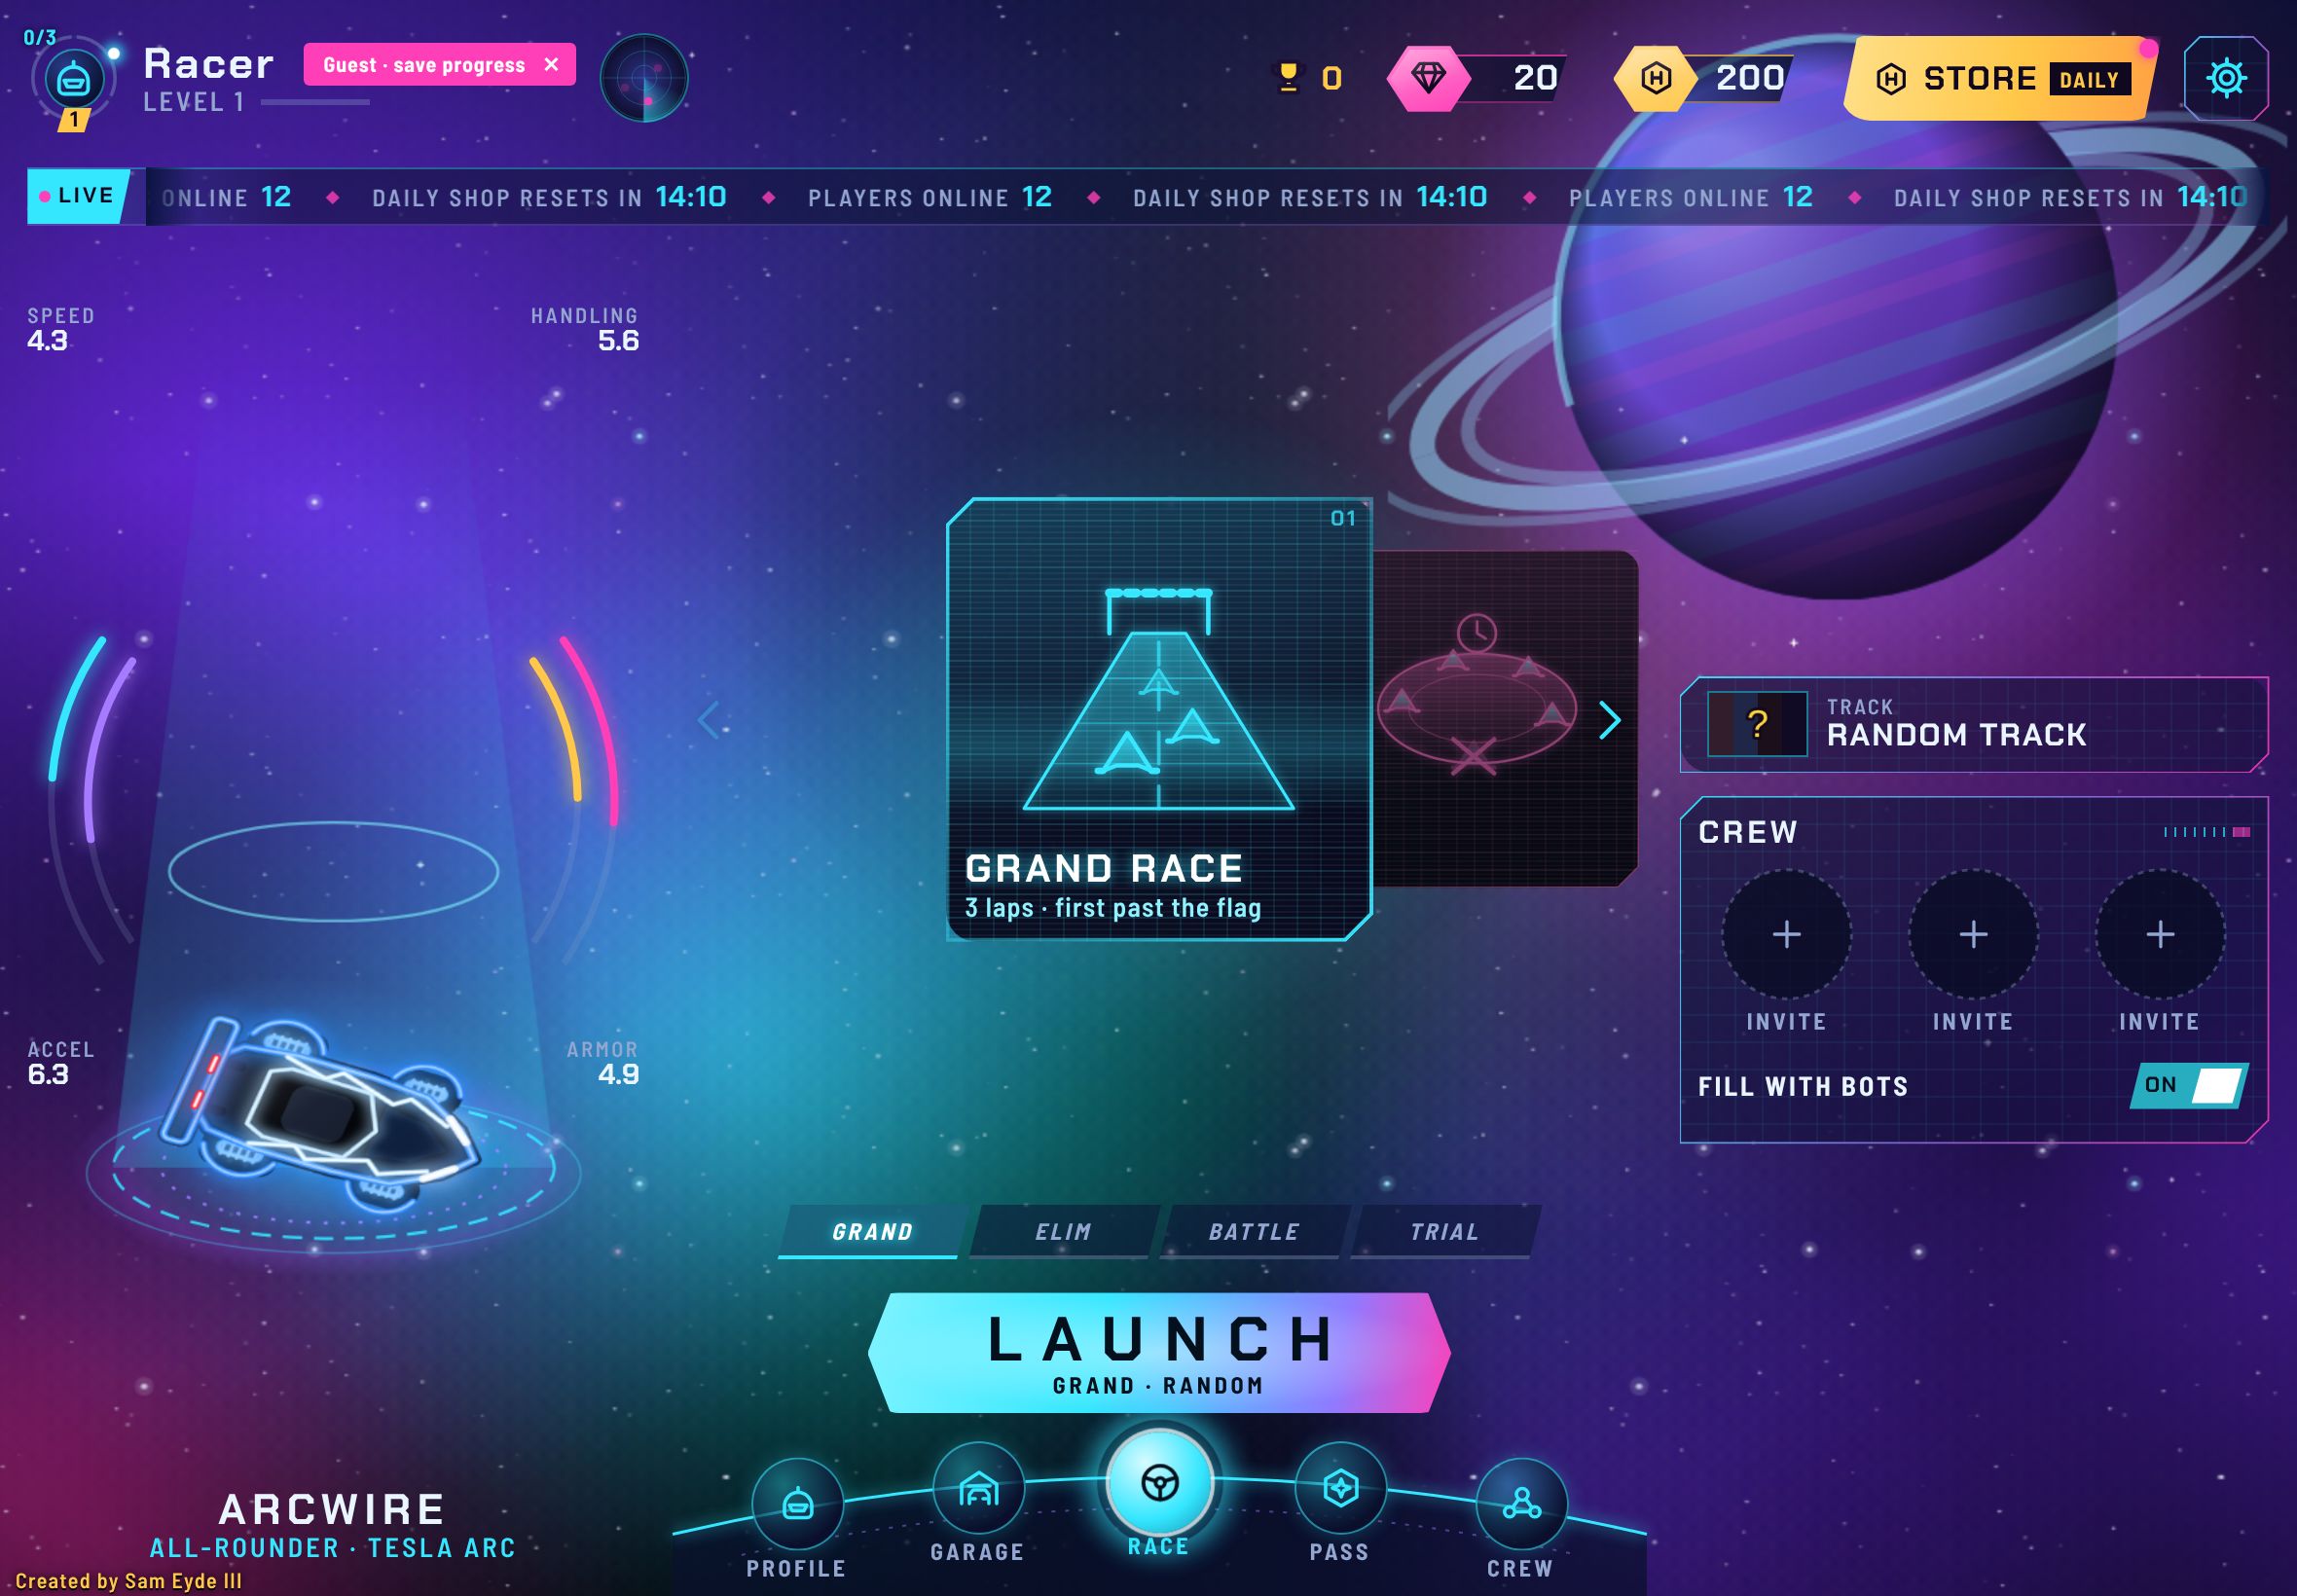 0/3
1
Racer
LEVEL 1
Guest · save progress ✕
0
20
200
STORE DAILY
LIVE
ONLINE 12 ◆ DAILY SHOP RESETS IN 14:10 ◆ PLAYERS ONLINE 12 ◆ DAILY SHOP RESETS IN 14:10 ◆ PLAYERS ONLINE 12 ◆ DAILY SHOP RESETS IN 14:10
SPEED
4.3
HANDLING
5.6
ACCEL
6.3
ARMOR
4.9
01
GRAND RACE
3 laps · first past the flag
?
TRACK
RANDOM TRACK
CREW
INVITE INVITE INVITE
FILL WITH BOTS ON
GRAND ELIM BATTLE TRIAL
LAUNCH
GRAND · RANDOM
ARCWIRE
ALL-ROUNDER · TESLA ARC
PROFILE GARAGE RACE PASS CREW
Created by Sam Eyde III